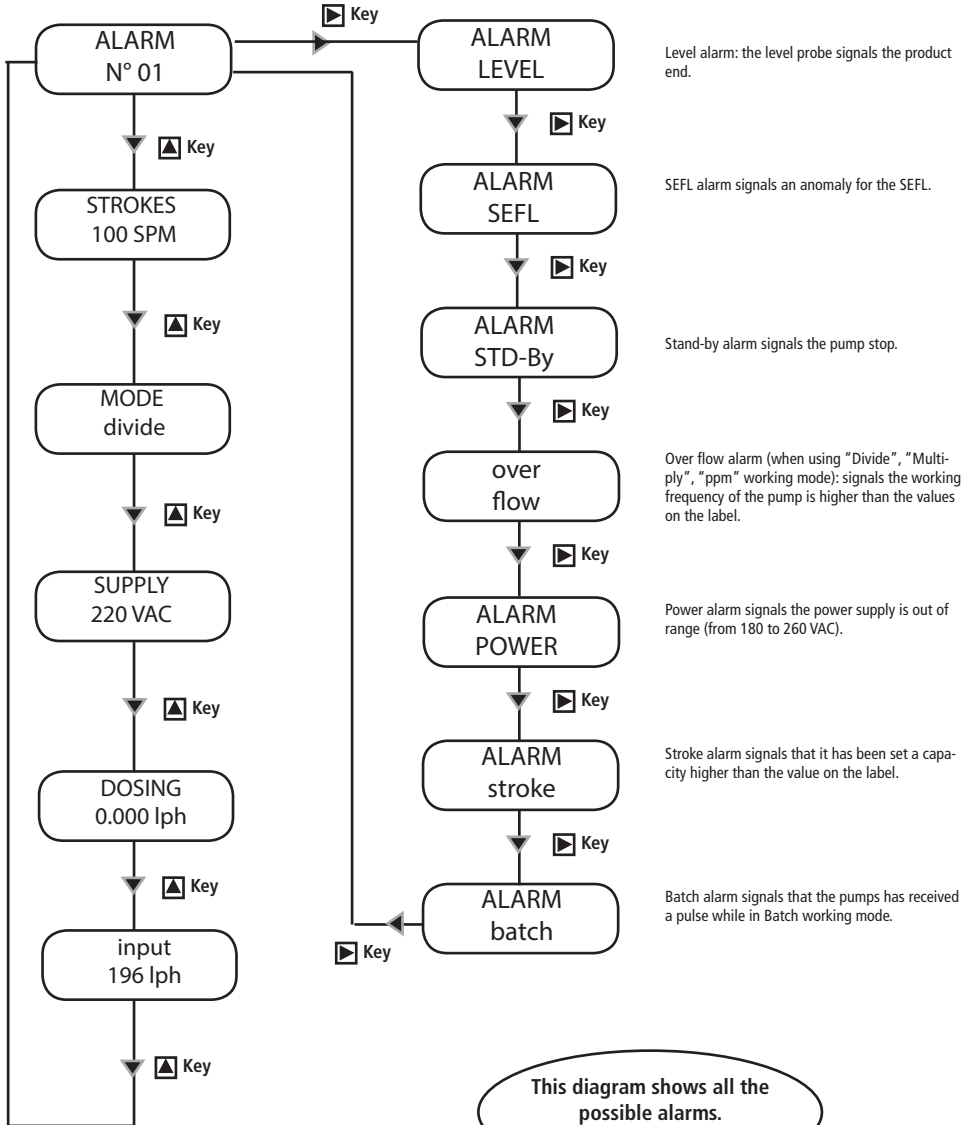 Key
ALARM
N° 01
Key
STROKES
100 SPM
Key
MODE
divide
Key
SUPPLY
220 VAC
Key
DOSING
0.000 lph
Key
input
196 lph
Key
ALARM
LEVEL
Level alarm: the level probe signals the product
end.
Key
ALARM
SEFL
SEFL alarm signals an anomaly for the SEFL.
Key
ALARM
STD-By
Stand-by alarm signals the pump stop.
Key
over
flow
Over flow alarm (when using "Divide", "Multi-
ply", "ppm" working mode): signals the working
frequency of the pump is higher than the values
on the label.
Key
ALARM
POWER
Power alarm signals the power supply is out of
range (from 180 to 260 VAC).
Key
ALARM
stroke
Stroke alarm signals that it has been set a capa-
city higher than the value on the label.
Key
ALARM
batch
Batch alarm signals that the pumps has received
a pulse while in Batch working mode.
Key
This diagram shows all the
possible alarms.